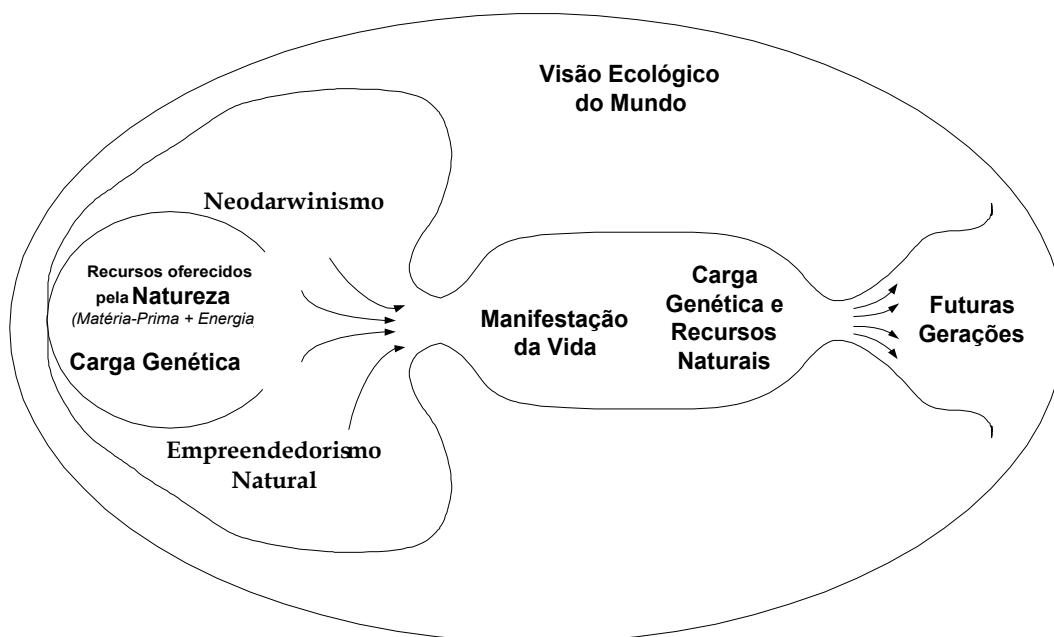 Visão Ecológico
do Mundo
Neodarwinismo
Recursos oferecidos
pela Natureza
(Matéria-Prima + Energia
Carga Genética
Empreendedorismo
Natural
Manifestação
da Vida
Carga
Genética e
Recursos
Naturais
Futuras
Gerações